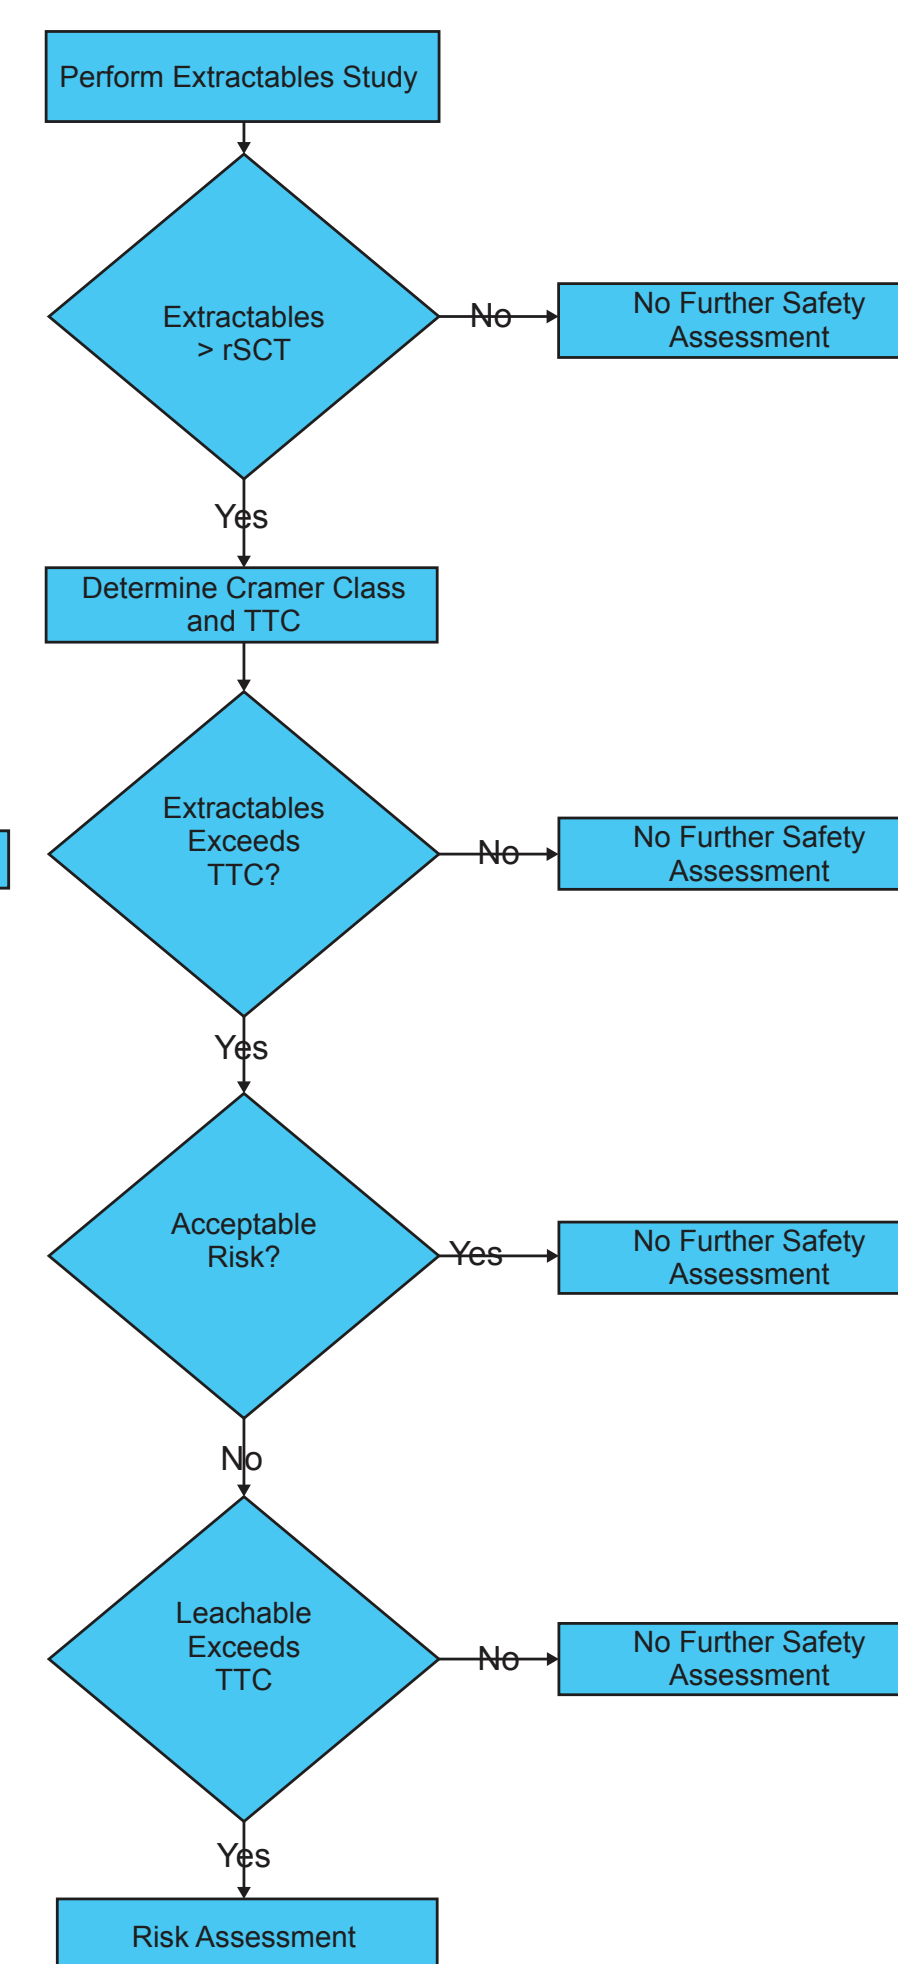 Perform Extractables Study
Extractables
> rSCT
No
No Further Safety
Assessment
Yes
Determine Cramer Class
and TTC
Extractables
Exceeds
TTC?
No
No Further Safety
Assessment
Yes
Acceptable
Risk?
Yes
No Further Safety
Assessment
No
Leachable
Exceeds
TTC
No
No Further Safety
Assessment
Yes
Risk Assessment